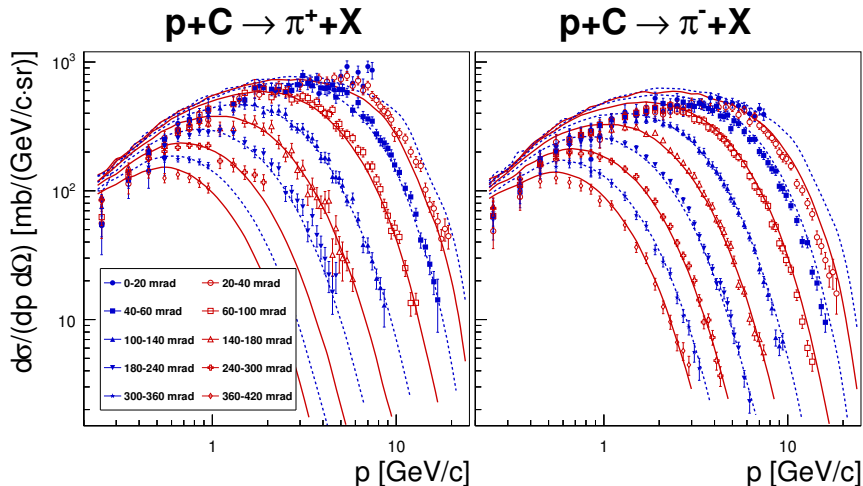 p+C → π⁺+X
p+C → π⁻+X
dσ/(dp dΩ) [mb/(GeV/c·sr)]
10³
10²
10
0-20 mrad
20-40 mrad
40-60 mrad
60-100 mrad
100-140 mrad
140-180 mrad
180-240 mrad
240-300 mrad
300-360 mrad
360-420 mrad
1
10
1
10
p [GeV/c]
p [GeV/c]